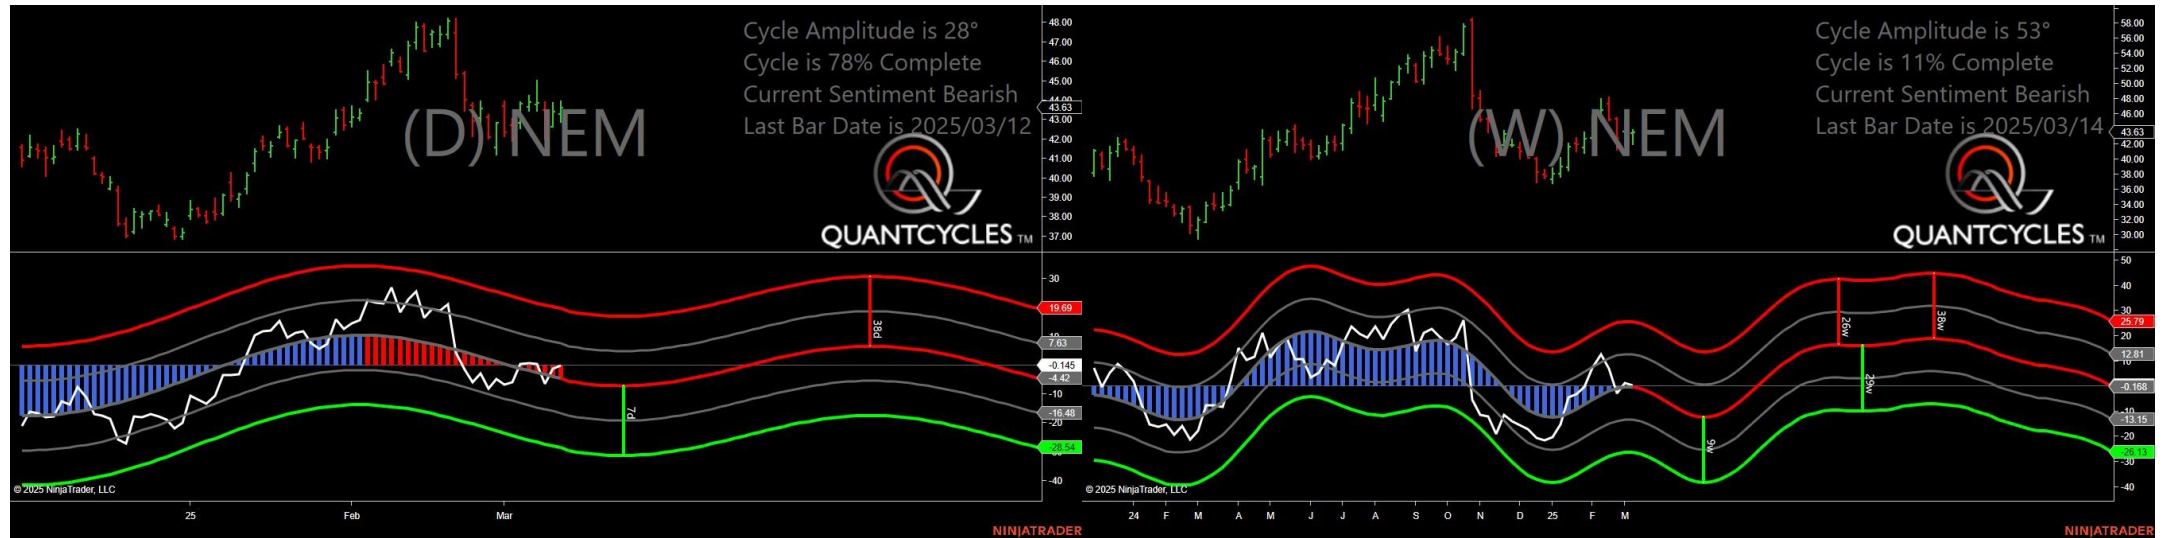 Cycle Amplitude is 28°
Cycle is 78% Complete
Current Sentiment Bearish
Last Bar Date is 2025/03/12
(D) NEM
QUANTCYCLES TM
48.00
47.00
46.00
45.00
44.00
43.63
43.00
42.00
41.00
40.00
39.00
38.00
37.00
30
19.69
7.63
-0.145
-4.42
-10
-16.48
-20
-28.54
-40
38d
7d
© 2025 NinjaTrader, LLC
25 Feb Mar
NINJATRADER
Cycle Amplitude is 53°
Cycle is 11% Complete
Current Sentiment Bearish
Last Bar Date is 2025/03/14
(W) NEM
QUANTCYCLES TM
58.00
56.00
54.00
52.00
50.00
48.00
46.00
43.63
42.00
40.00
38.00
36.00
34.00
32.00
30.00
50
40
30
25.79
20
12.81
10
-0.168
-10
-13.15
-20
-26.13
-30
-40
26w
38w
29w
9w
© 2025 NinjaTrader, LLC
24 F M A M J J A S O N D 25 F M
NINJATRADER